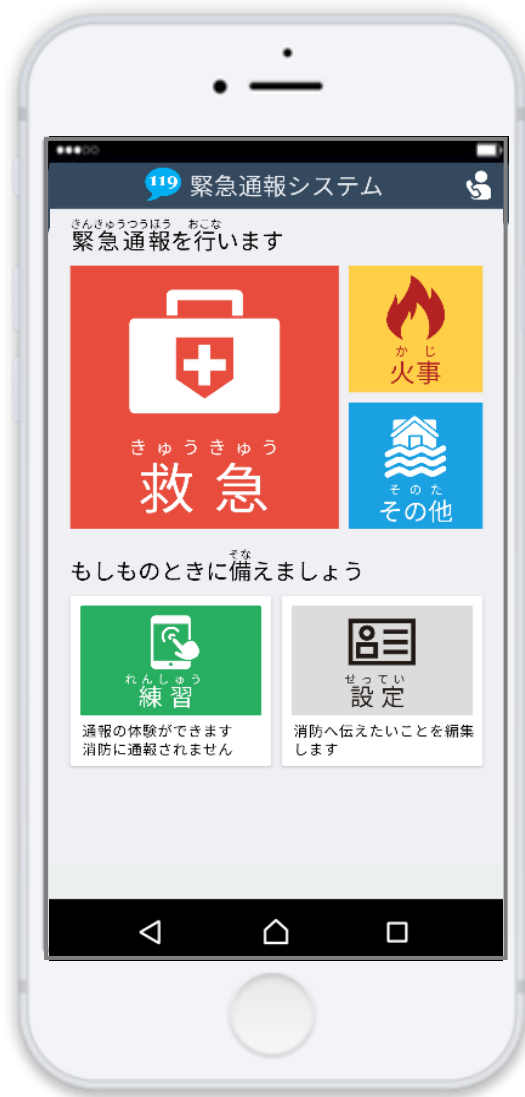 119 緊急通報システム
きんきゅうつうほう おこな
緊急通報を行います
きゅうきゅう
救急
かじ
火事
そのた
その他
そな
もしものときに備えましょう
れんしゅう
練習
通報の体験ができます
消防に通報されません
せってい
設定
消防へ伝えたいことを編集
します